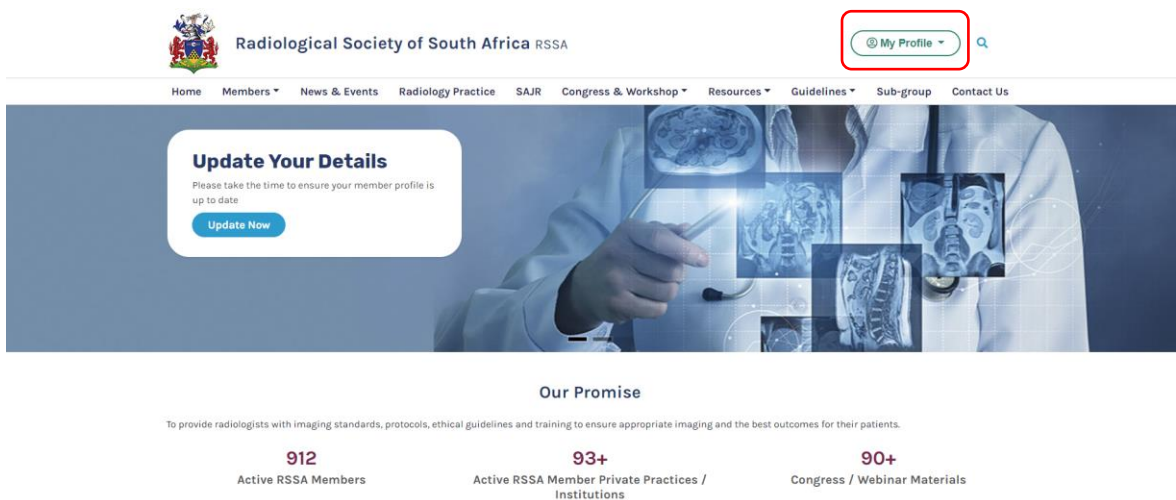 Radiological Society of South Africa RSSA
My Profile
Home Members News & Events Radiology Practice SAJR Congress & Workshop Resources Guidelines Sub-group Contact Us
Update Your Details
Please take the time to ensure your member profile is
up to date
Update Now
Our Promise
To provide radiologists with imaging standards, protocols, ethical guidelines and training to ensure appropriate imaging and the best outcomes for their patients.
912
Active RSSA Members
93+
Active RSSA Member Private Practices /
Institutions
90+
Congress / Webinar Materials